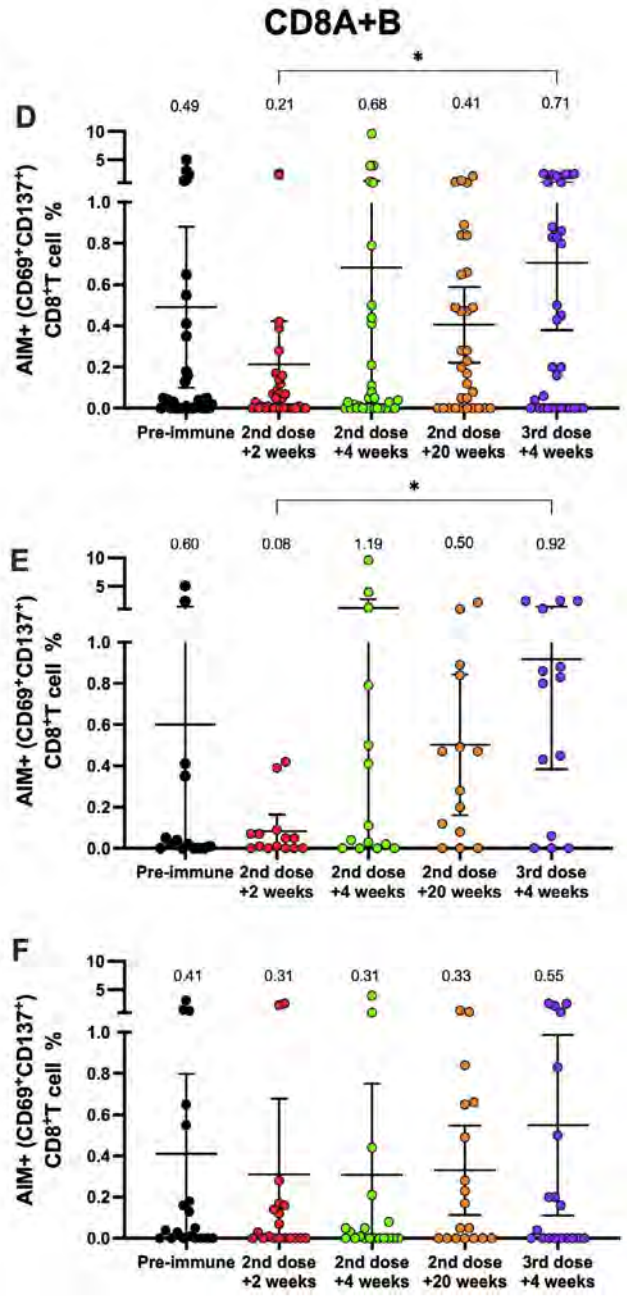 CD8A+B
*
D
0.49 0.21 0.68 0.41 0.71
AIM+ (CD69⁺CD137⁺)
CD8⁺T cell %
10
5
1.0
0.8
0.6
0.4
0.2
0.0
Pre-immune 2nd dose 2nd dose 2nd dose 3rd dose
+2 weeks +4 weeks +20 weeks +4 weeks
*
E
0.60 0.08 1.19 0.50 0.92
AIM+ (CD69⁺CD137⁺)
CD8⁺T cell %
10
5
1.0
0.8
0.6
0.4
0.2
0.0
Pre-immune 2nd dose 2nd dose 2nd dose 3rd dose
+2 weeks +4 weeks +20 weeks +4 weeks
F
0.41 0.31 0.31 0.33 0.55
AIM+ (CD69⁺CD137⁺)
CD8⁺T cell %
10
5
1.0
0.8
0.6
0.4
0.2
0.0
Pre-immune 2nd dose 2nd dose 2nd dose 3rd dose
+2 weeks +4 weeks +20 weeks +4 weeks